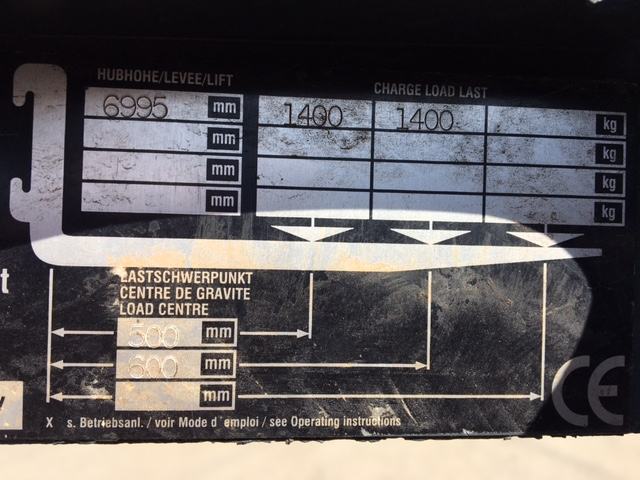 HUBHOHE/LEVEE/LIFT
CHARGE LOAD LAST
6995 mm 1400 1400 kg
mm kg
mm kg
mm kg
LASTSCHWERPUNKT
CENTRE DE GRAVITE
LOAD CENTRE
500 mm
600 mm
mm
t
X s. Betriebsanl. / voir Mode d'emploi / see Operating instructions
CE